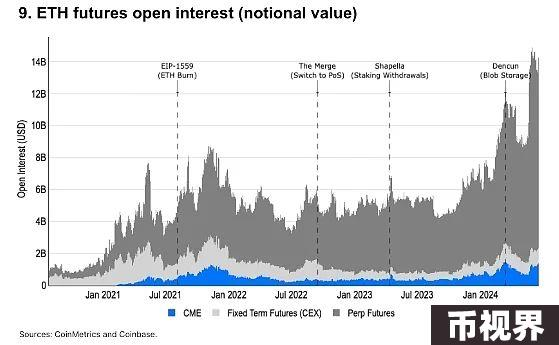 9. ETH futures open interest (notional value)
EIP-1559
(ETH Burn)
The Merge
(Switch to PoS)
Shapella
(Staking Withdrawals)
Dencun
(Blob Storage)
Open Interest (USD)
14B
12B
10B
8B
6B
4B
2B
0
Jan 2021
Jul 2021
Jan 2022
Jul 2022
Jan 2023
Jul 2023
Jan 2024
CME
Fixed Term Futures (CEX)
Perp Futures
Sources: CoinMetrics and Coinbase.
币视界